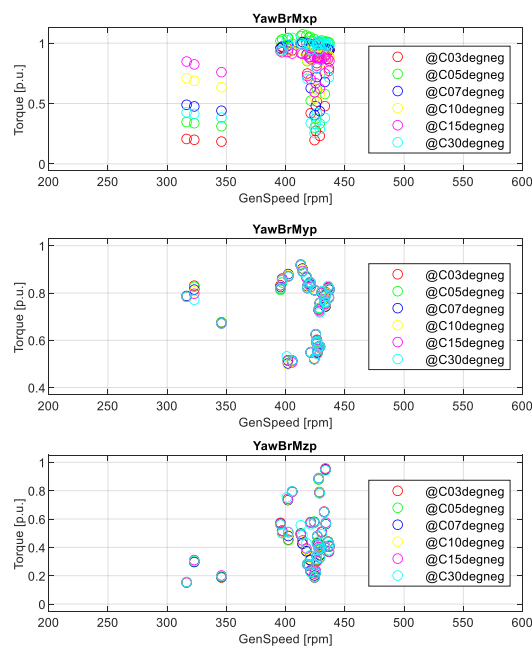 YawBrMxp
Torque [p.u.]
1
0.5
0
@C03degneg
@C05degneg
@C07degneg
@C10degneg
@C15degneg
@C30degneg
200 250 300 350 400 450 500 550 600
GenSpeed [rpm]
YawBrMyp
Torque [p.u.]
1
0.8
0.6
0.4
@C03degneg
@C05degneg
@C07degneg
@C10degneg
@C15degneg
@C30degneg
200 250 300 350 400 450 500 550 600
GenSpeed [rpm]
YawBrMzp
Torque [p.u.]
1
0.8
0.6
0.4
0.2
0
@C03degneg
@C05degneg
@C07degneg
@C10degneg
@C15degneg
@C30degneg
200 250 300 350 400 450 500 550 600
GenSpeed [rpm]